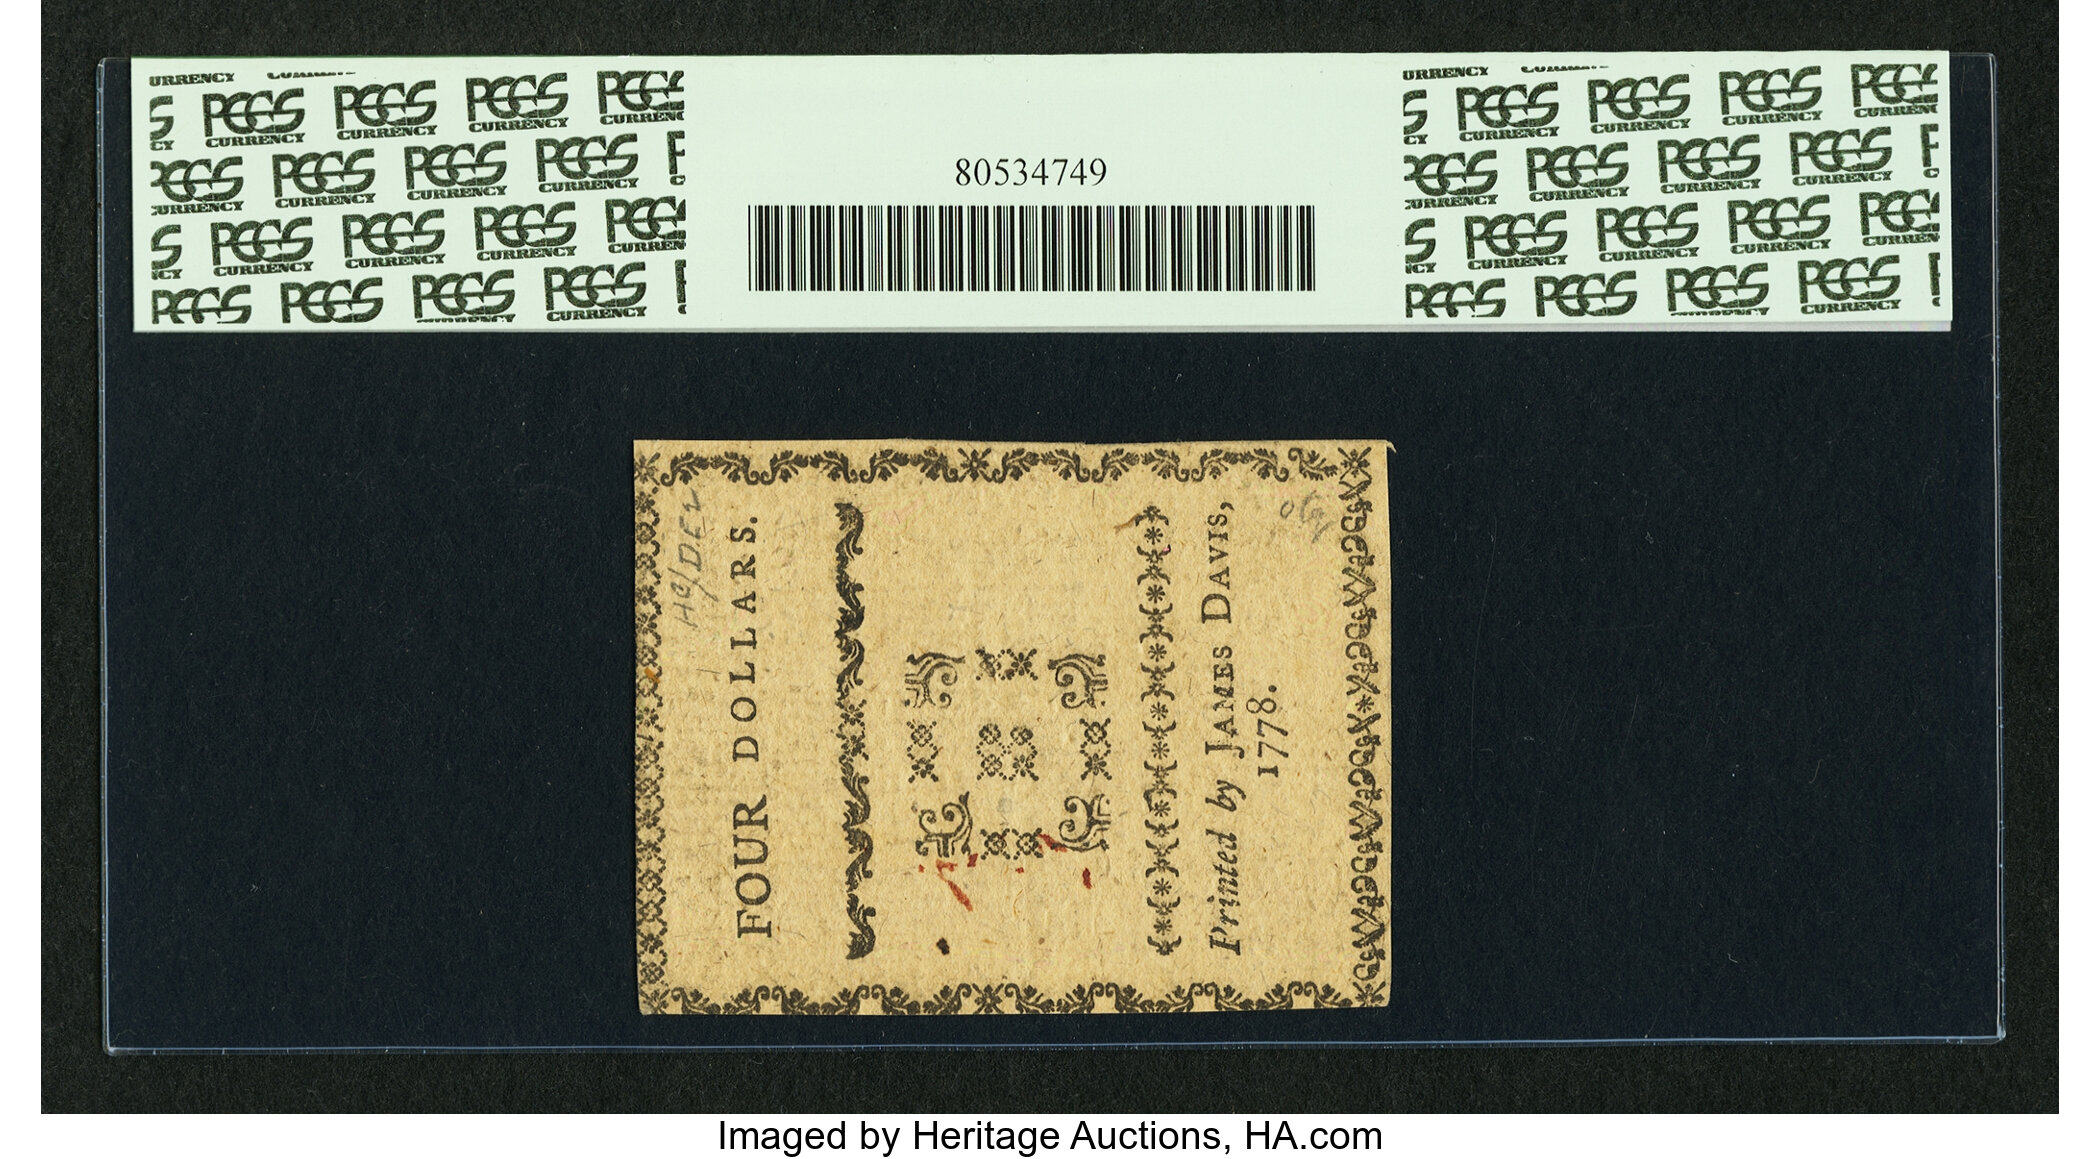 80534749
PCGS CURRENCY
FOUR DOLLARS.
Printed by JAMES DAVIS,
1778.
Imaged by Heritage Auctions, HA.com